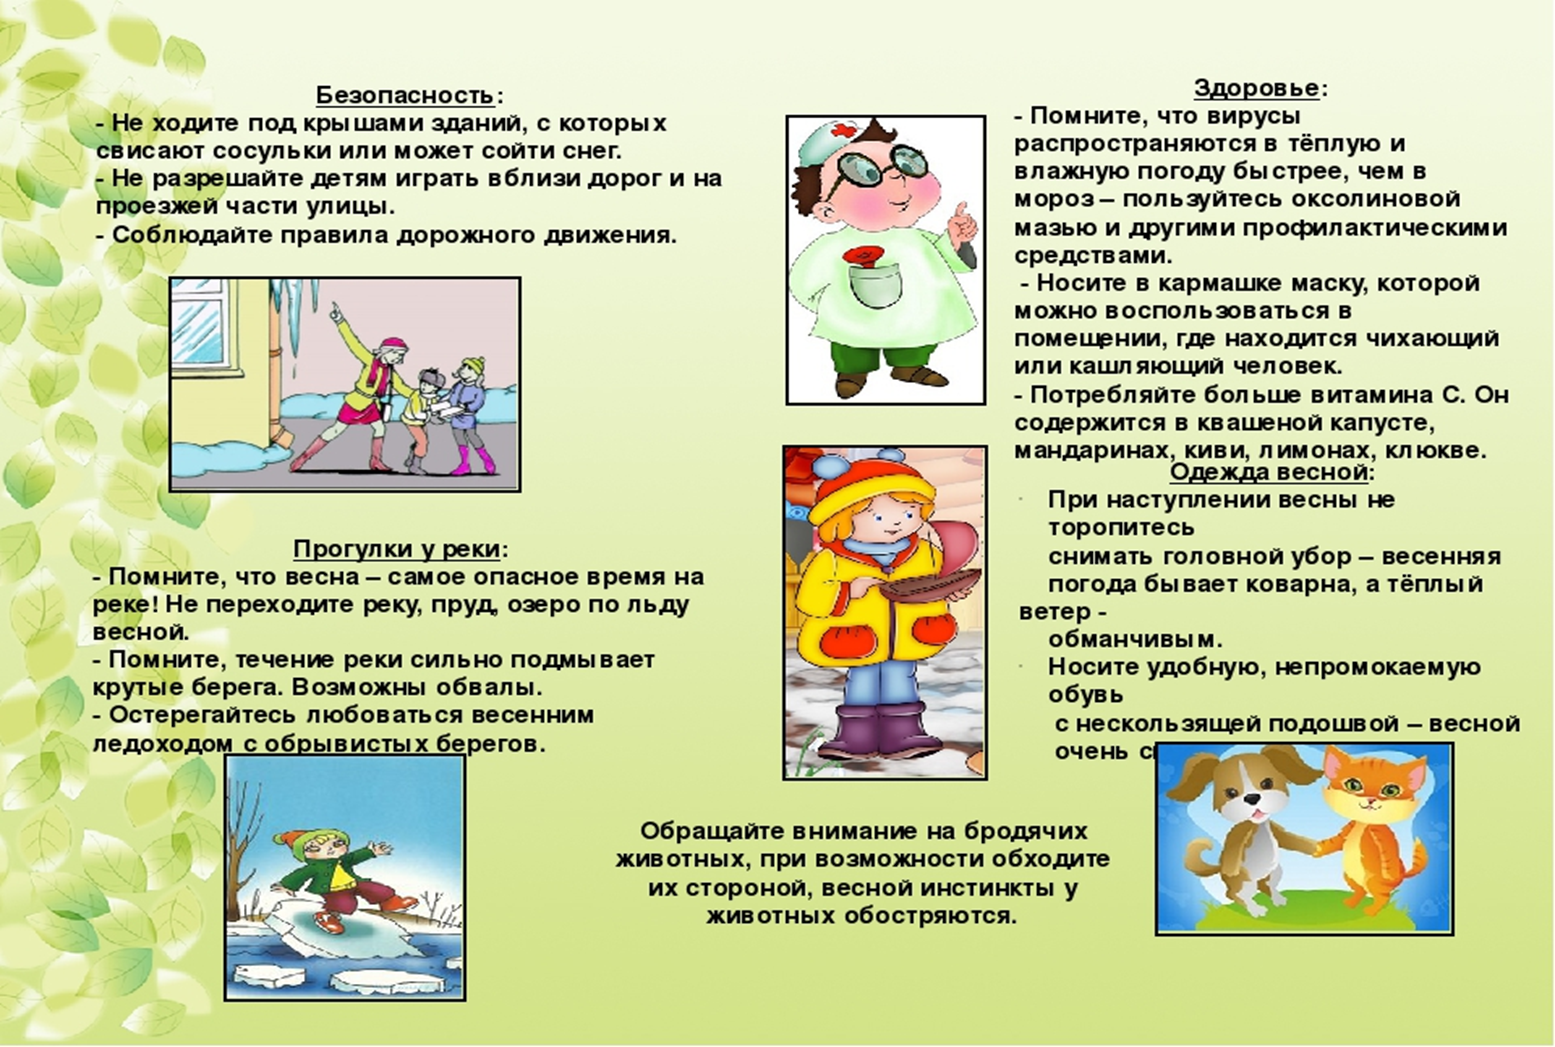 Безопасность:
- Не ходите под крышами зданий, с которых
свисают сосульки или может сойти снег.
- Не разрешайте детям играть вблизи дорог и на
проезжей части улицы.
- Соблюдайте правила дорожного движения.
Прогулки у реки:
- Помните, что весна – самое опасное время на
реке! Не переходите реку, пруд, озеро по льду
весной.
- Помните, течение реки сильно подмывает
крутые берега. Возможны обвалы.
- Остерегайтесь любоваться весенним
ледоходом с обрывистых берегов.
Здоровье:
- Помните, что вирусы
распространяются в тёплую и
влажную погоду быстрее, чем в
мороз – пользуйтесь оксолиновой
мазью и другими профилактическими
средствами.
- Носите в кармашке маску, которой
можно воспользоваться в
помещении, где находится чихающий
или кашляющий человек.
- Потребляйте больше витамина С. Он
содержится в квашеной капусте,
мандаринах, киви, лимонах, клюкве.
Одежда весной:
· При наступлении весны не
торопитесь
снимать головной убор – весенняя
погода бывает коварна, а тёплый
ветер -
обманчивым.
· Носите удобную, непромокаемую
обувь
с нескользящей подошвой – весной
очень
Обращайте внимание на бродячих
животных, при возможности обходите
их стороной, весной инстинкты у
животных обостряются.